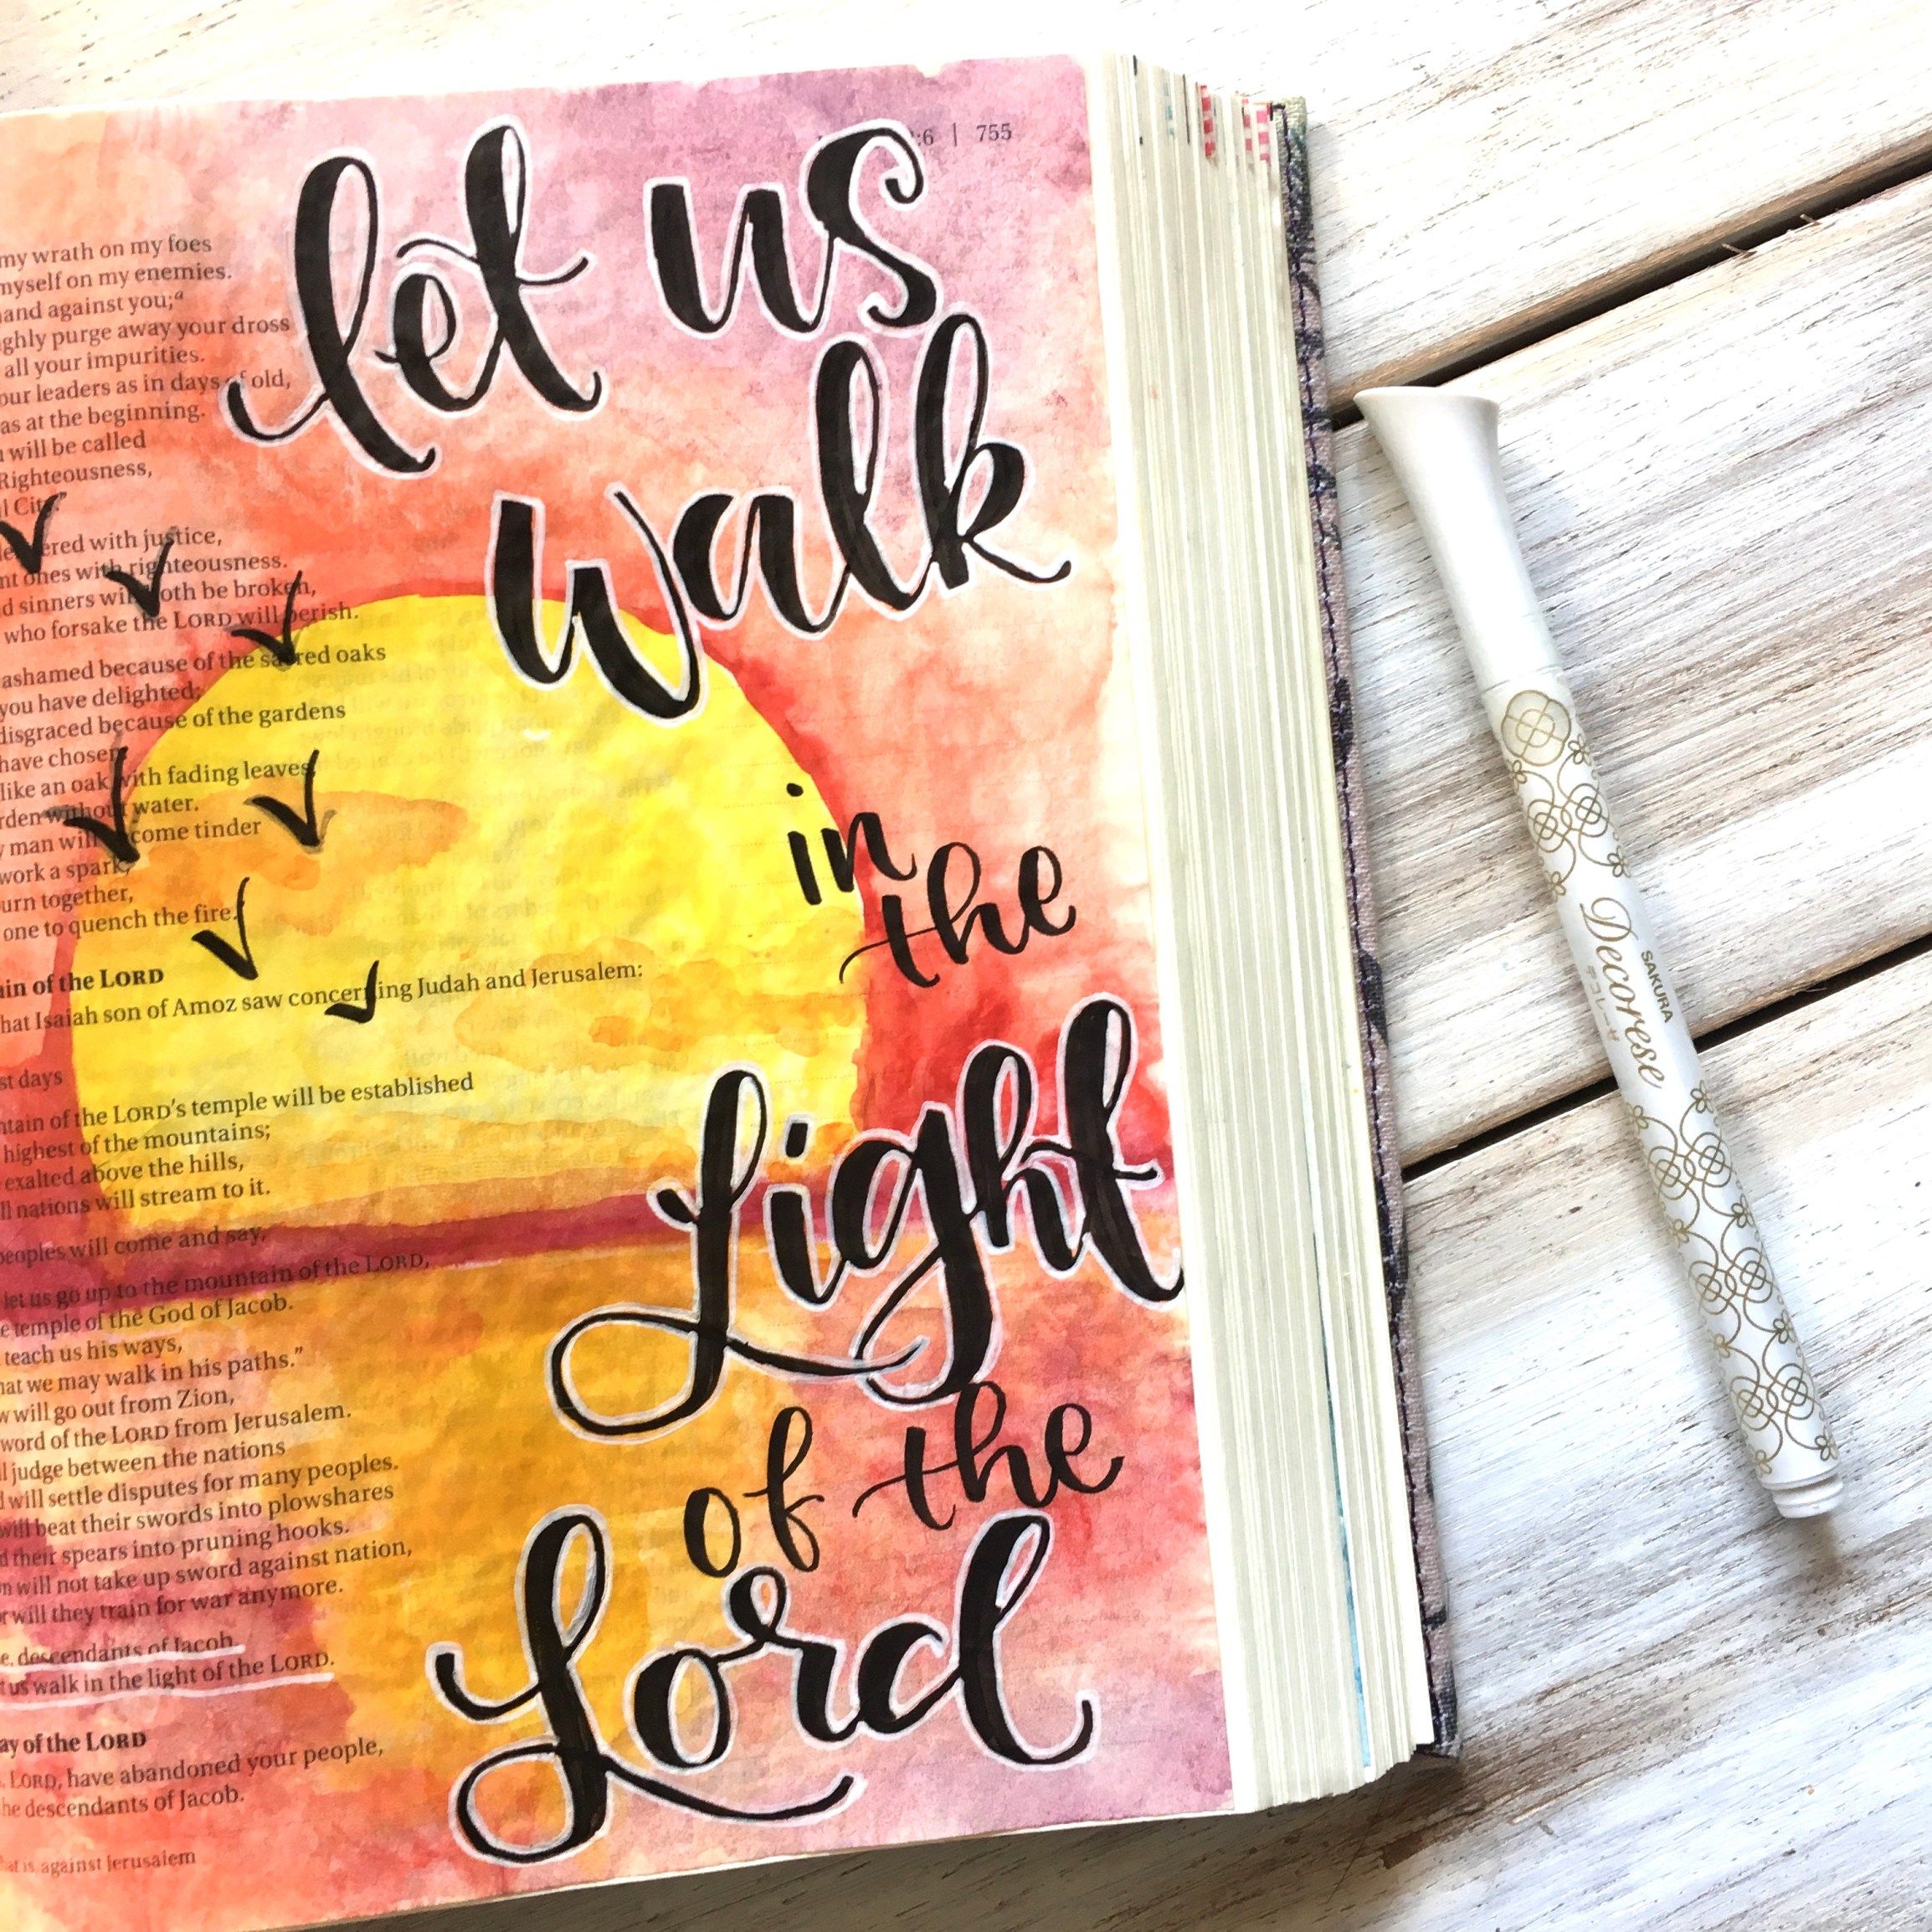 :6 | 755
let us
walk
in
the
Light
of the
Lord
my wrath on my foes
myself on my enemies.
hand against you;a
ghly purge away your dross
all your impurities.
our leaders as in days of old,
as at the beginning.
will be called
Righteousness,
l City."
ered with justice,
nt ones with righteousness.
d sinners will both be broken,
who forsake the LORD will perish.
ashamed because of the sacred oaks
you have delighted;
disgraced because of the gardens
have chosen
like an oak with fading leaves,
rden without water.
man will become tinder
work a spark;
urn together,
one to quench the fire."
ain of the LORD
hat Isaiah son of Amoz saw concerning Judah and Jerusalem:
st days
ntain of the LORD's temple will be established
highest of the mountains;
exalted above the hills,
ll nations will stream to it.
peoples will come and say,
let us go up to the mountain of the LORD,
e temple of the God of Jacob.
teach us his ways,
hat we may walk in his paths."
w will go out from Zion,
word of the LORD from Jerusalem.
ll judge between the nations
d will settle disputes for many peoples.
will beat their swords into plowshares
d their spears into pruning hooks.
n will not take up sword against nation,
r will they train for war anymore.
e, descendants of Jacob,
t us walk in the light of the LORD.
ay of the LORD
LORD, have abandoned your people,
he descendants of Jacob.
at is, against Jerusalem
SAKURA
Decorese
デコレーゼ